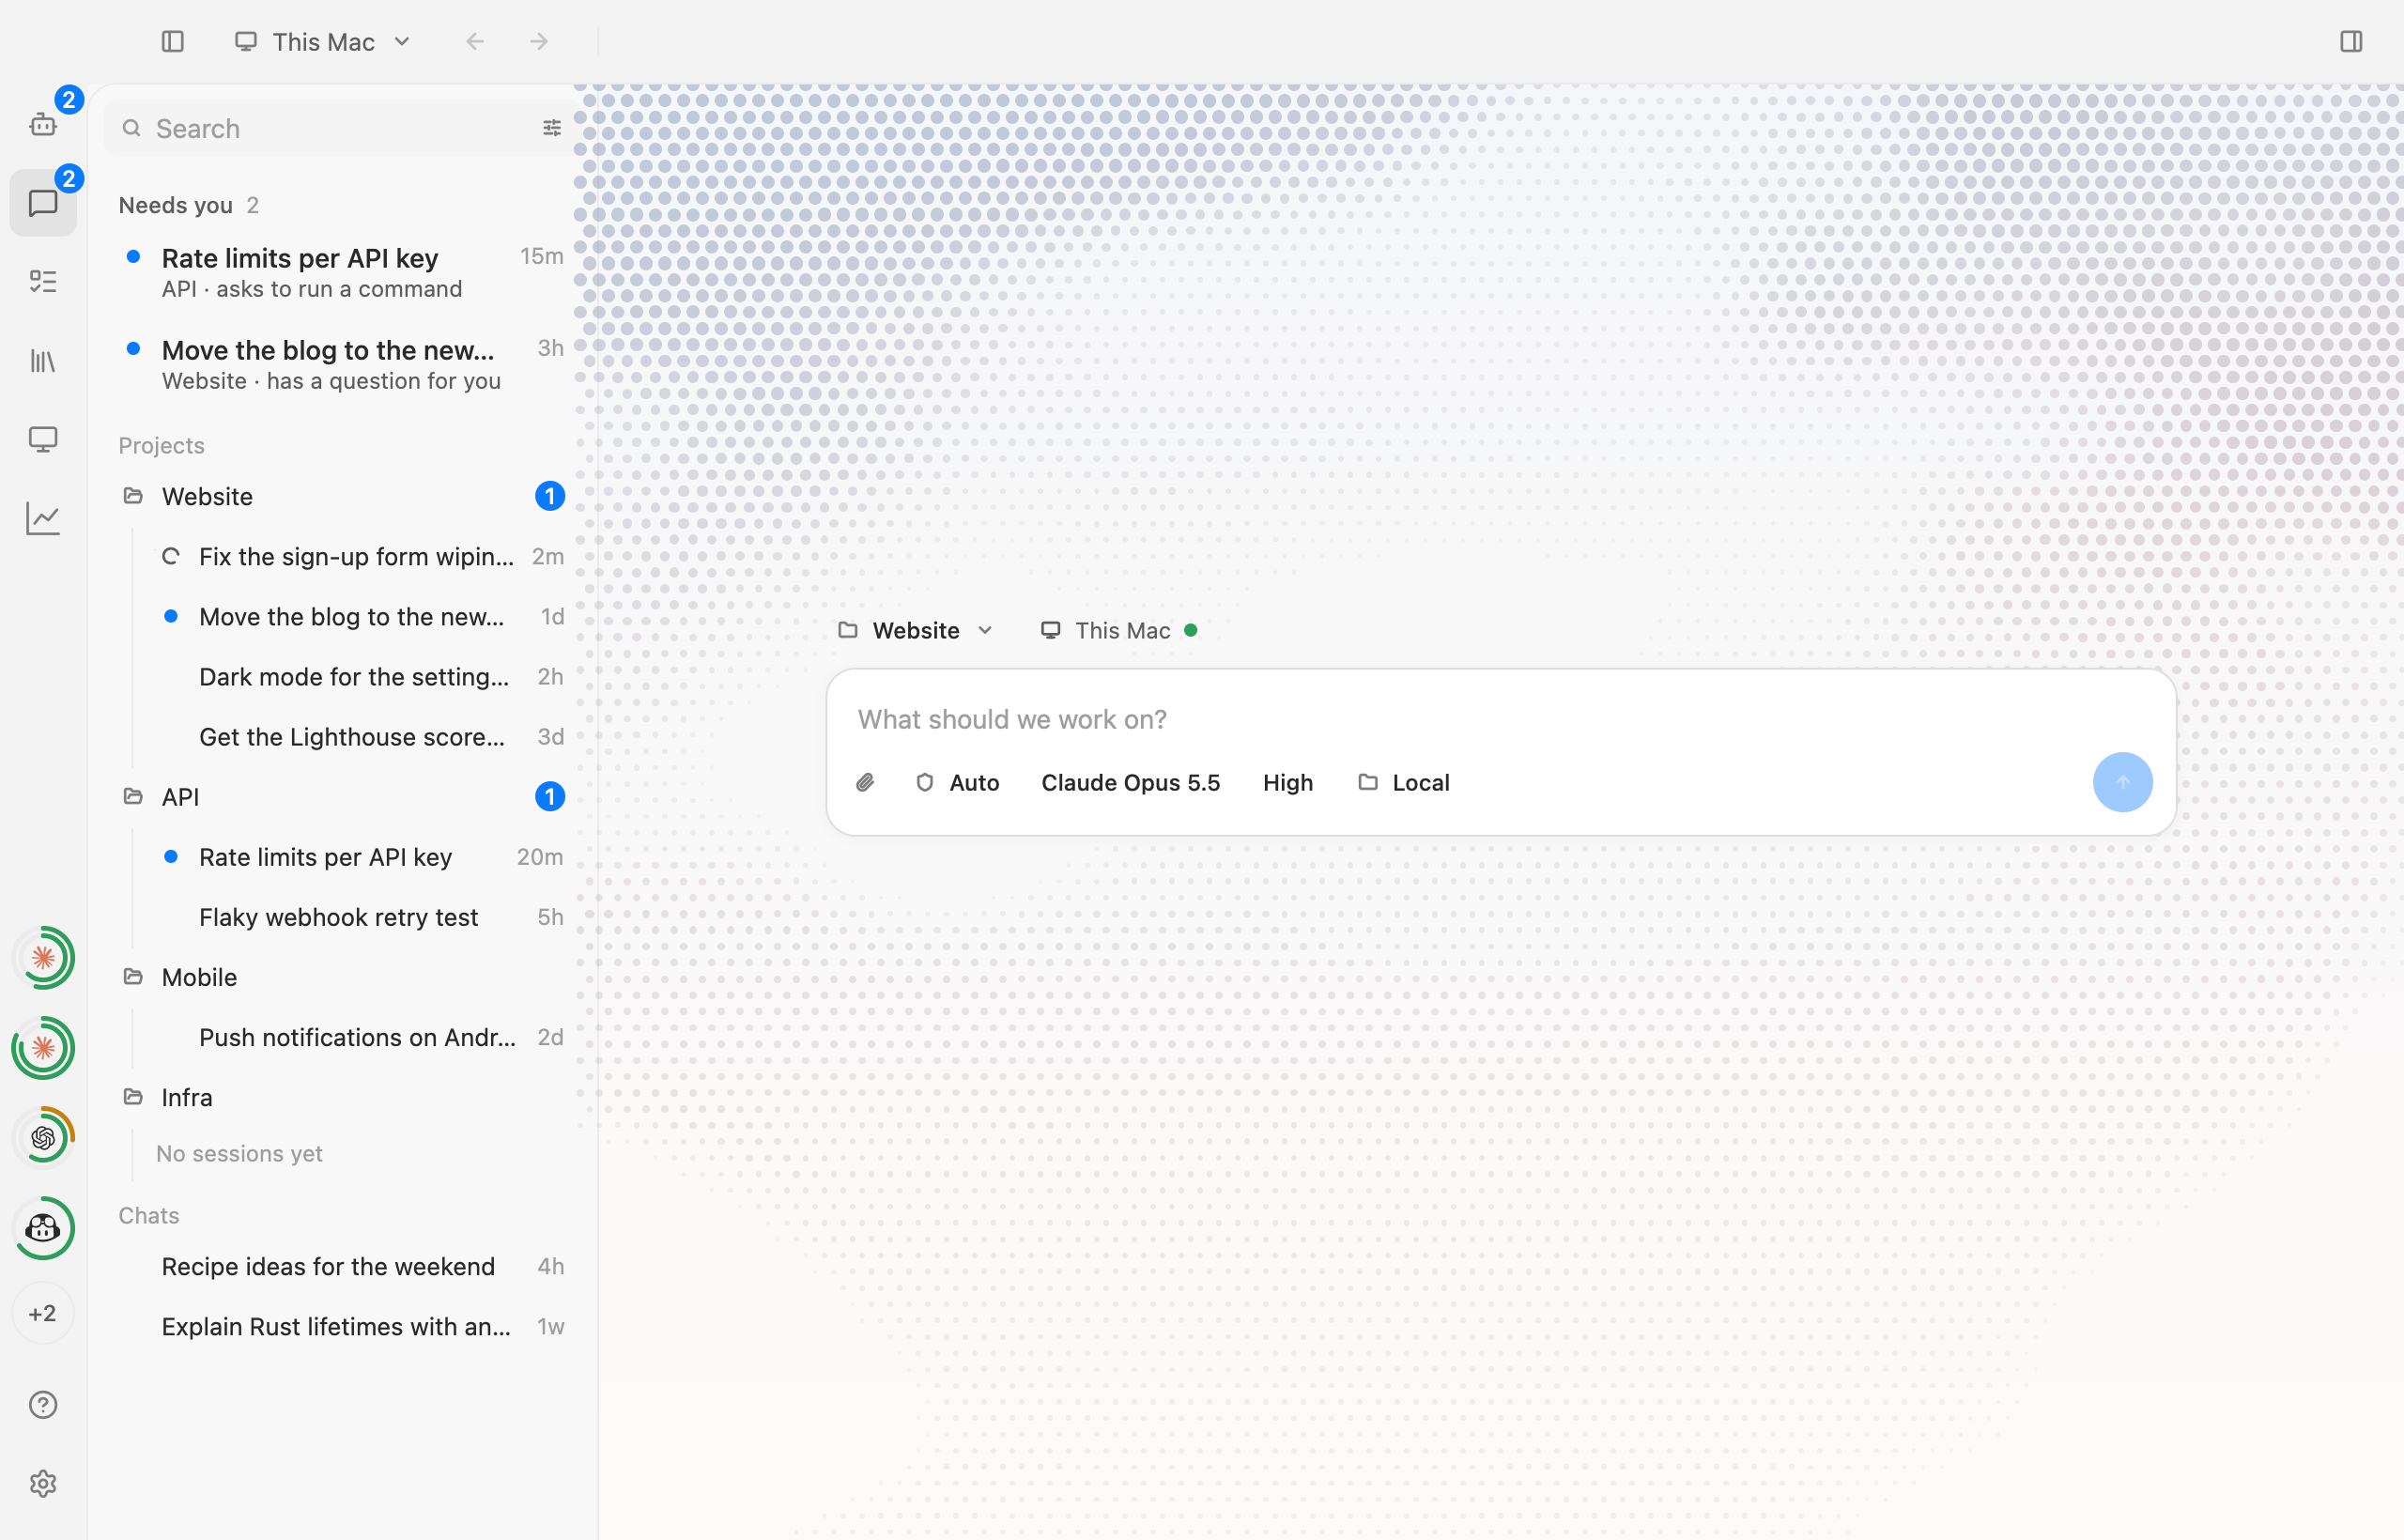 This Mac
2
Search
2
Needs you 2
Rate limits per API key 15m
API · asks to run a command
Move the blog to the new... 3h
Website · has a question for you
Projects
Website 1
Fix the sign-up form wipin... 2m
Move the blog to the new... 1d
Dark mode for the setting... 2h
Get the Lighthouse score... 3d
API 1
Rate limits per API key 20m
Flaky webhook retry test 5h
Mobile
Push notifications on Andr... 2d
Infra
No sessions yet
Chats
Recipe ideas for the weekend 4h
+2
Explain Rust lifetimes with an... 1w
Website This Mac
What should we work on?
Auto Claude Opus 5.5 High Local